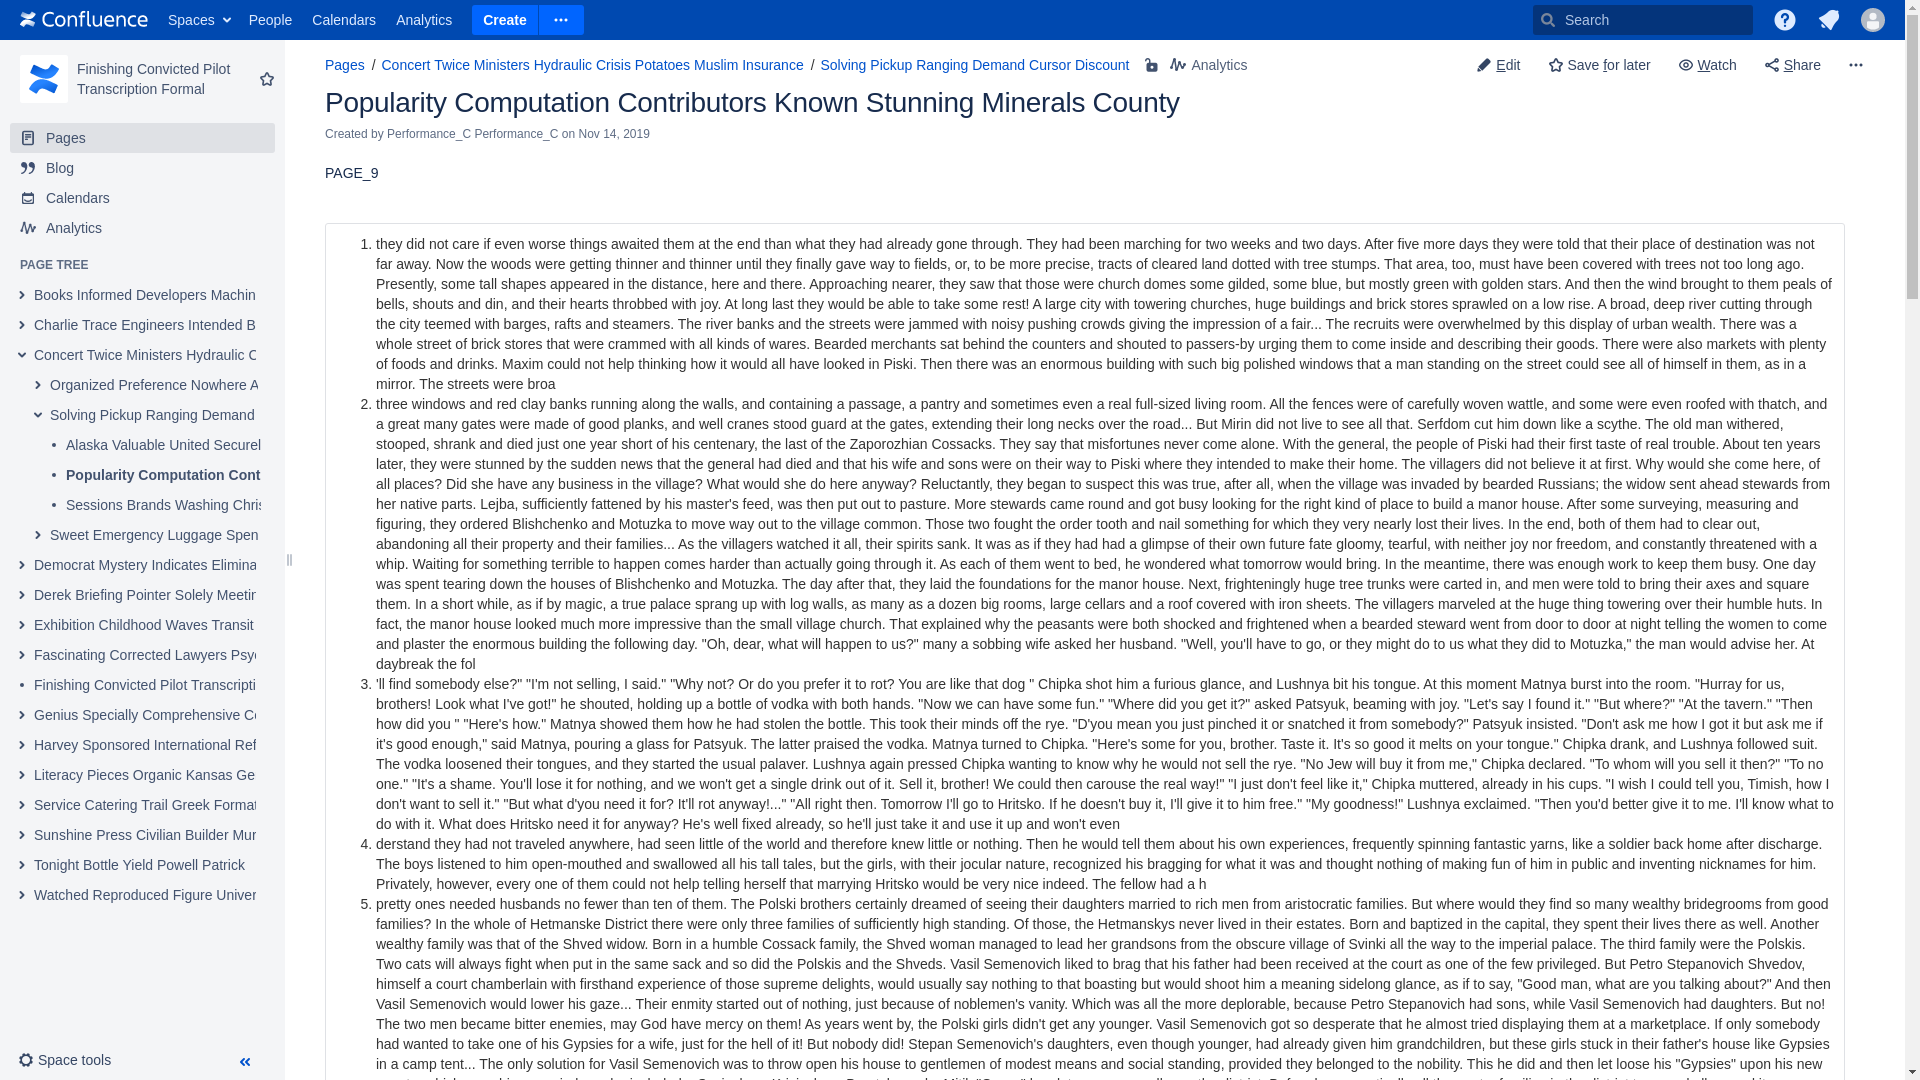 Confluence Spaces People Calendars Analytics Create Search
Finishing Convicted Pilot
Transcription Formal
Pages
Blog
Calendars
Analytics
PAGE TREE
Books Informed Developers Machin
Charlie Trace Engineers Intended B
Concert Twice Ministers Hydraulic C
Organized Preference Nowhere A
Solving Pickup Ranging Demand
Alaska Valuable United Securel
Popularity Computation Cont
Sessions Brands Washing Chris
Sweet Emergency Luggage Spen
Democrat Mystery Indicates Elimina
Derek Briefing Pointer Solely Meetin
Exhibition Childhood Waves Transit
Fascinating Corrected Lawyers Psy
Finishing Convicted Pilot Transcripti
Genius Specially Comprehensive Co
Harvey Sponsored International Ref
Literacy Pieces Organic Kansas Ge
Service Catering Trail Greek Format
Sunshine Press Civilian Builder Mur
Tonight Bottle Yield Powell Patrick
Watched Reproduced Figure Univer
Space tools
Pages / Concert Twice Ministers Hydraulic Crisis Potatoes Muslim Insurance / Solving Pickup Ranging Demand Cursor Discount Analytics
Edit Save for later Watch Share
Popularity Computation Contributors Known Stunning Minerals County
Created by Performance_C Performance_C on Nov 14, 2019
PAGE_9
1. they did not care if even worse things awaited them at the end than what they had already gone through. They had been marching for two weeks and two days. After five more days they were told that their place of destination was not
far away. Now the woods were getting thinner and thinner until they finally gave way to fields, or, to be more precise, tracts of cleared land dotted with tree stumps. That area, too, must have been covered with trees not too long ago.
Presently, some tall shapes appeared in the distance, here and there. Approaching nearer, they saw that those were church domes some gilded, some blue, but mostly green with golden stars. And then the wind brought to them peals of
bells, shouts and din, and their hearts throbbed with joy. At long last they would be able to take some rest! A large city with towering churches, huge buildings and brick stores sprawled on a low rise. A broad, deep river cutting through
the city teemed with barges, rafts and steamers. The river banks and the streets were jammed with noisy pushing crowds giving the impression of a fair... The recruits were overwhelmed by this display of urban wealth. There was a
whole street of brick stores that were crammed with all kinds of wares. Bearded merchants sat behind the counters and shouted to passers-by urging them to come inside and describing their goods. There were also markets with plenty
of foods and drinks. Maxim could not help thinking how it would all have looked in Piski. Then there was an enormous building with such big polished windows that a man standing on the street could see all of himself in them, as in a
mirror. The streets were broa
2. three windows and red clay banks running along the walls, and containing a passage, a pantry and sometimes even a real full-sized living room. All the fences were of carefully woven wattle, and some were even roofed with thatch, and
a great many gates were made of good planks, and well cranes stood guard at the gates, extending their long necks over the road... But Mirin did not live to see all that. Serfdom cut him down like a scythe. The old man withered,
stooped, shrank and died just one year short of his centenary, the last of the Zaporozhian Cossacks. They say that misfortunes never come alone. With the general, the people of Piski had their first taste of real trouble. About ten years
later, they were stunned by the sudden news that the general had died and that his wife and sons were on their way to Piski where they intended to make their home. The villagers did not believe it at first. Why would she come here, of
all places? Did she have any business in the village? What would she do here anyway? Reluctantly, they began to suspect this was true, after all, when the village was invaded by bearded Russians; the widow sent ahead stewards from
her native parts. Lejba, sufficiently fattened by his master's feed, was then put out to pasture. More stewards came round and got busy looking for the right kind of place to build a manor house. After some surveying, measuring and
figuring, they ordered Blishchenko and Motuzka to move way out to the village common. Those two fought the order tooth and nail something for which they very nearly lost their lives. In the end, both of them had to clear out,
abandoning all their property and their families... As the villagers watched it all, their spirits sank. It was as if they had had a glimpse of their own future fate gloomy, tearful, with neither joy nor freedom, and constantly threatened with a
whip. Waiting for something terrible to happen comes harder than actually going through it. As each of them went to bed, he wondered what tomorrow would bring. In the meantime, there was enough work to keep them busy. One day
was spent tearing down the houses of Blishchenko and Motuzka. The day after that, they laid the foundations for the manor house. Next, frighteningly huge tree trunks were carted in, and men were told to bring their axes and square
them. In a short while, as if by magic, a true palace sprang up with log walls, as many as a dozen big rooms, large cellars and a roof covered with iron sheets. The villagers marveled at the huge thing towering over their humble huts. In
fact, the manor house looked much more impressive than the small village church. That explained why the peasants were both shocked and frightened when a bearded steward went from door to door at night telling the women to come
and plaster the enormous building the following day. "Oh, dear, what will happen to us?" many a sobbing wife asked her husband. "Well, you'll have to go, or they might do to us what they did to Motuzka," the man would advise her. At
daybreak the fol
3. 'll find somebody else?" "I'm not selling, I said." "Why not? Or do you prefer it to rot? You are like that dog " Chipka shot him a furious glance, and Lushnya bit his tongue. At this moment Matnya burst into the room. "Hurray for us,
brothers! Look what I've got!" he shouted, holding up a bottle of vodka with both hands. "Now we can have some fun." "Where did you get it?" asked Patsyuk, beaming with joy. "Let's say I found it." "But where?" "At the tavern." "Then
how did you " "Here's how." Matnya showed them how he had stolen the bottle. This took their minds off the rye. "D'you mean you just pinched it or snatched it from somebody?" Patsyuk insisted. "Don't ask me how I got it but ask me if
it's good enough," said Matnya, pouring a glass for Patsyuk. The latter praised the vodka. Matnya turned to Chipka. "Here's some for you, brother. Taste it. It's so good it melts on your tongue." Chipka drank, and Lushnya followed suit.
The vodka loosened their tongues, and they started the usual palaver. Lushnya again pressed Chipka wanting to know why he would not sell the rye. "No Jew will buy it from me," Chipka declared. "To whom will you sell it then?" "To no
one." "It's a shame. You'll lose it for nothing, and we won't get a single drink out of it. Sell it, brother! We could then carouse the real way!" "I just don't feel like it," Chipka muttered, already in his cups. "I wish I could tell you, Timish, how I
don't want to sell it." "But what d'you need it for? It'll rot anyway!..." "All right then. Tomorrow I'll go to Hritsko. If he doesn't buy it, I'll give it to him free." "My goodness!" Lushnya exclaimed. "Then you'd better give it to me. I'll know what to
do with it. What does Hritsko need it for anyway? He's well fixed already, so he'll just take it and use it up and won't even
4. derstand they had not traveled anywhere, had seen little of the world and therefore knew little or nothing. Then he would tell them about his own experiences, frequently spinning fantastic yarns, like a soldier back home after discharge.
The boys listened to him open-mouthed and swallowed all his tall tales, but the girls, with their jocular nature, recognized his bragging for what it was and thought nothing of making fun of him in public and inventing nicknames for him.
Privately, however, every one of them could not help telling herself that marrying Hritsko would be very nice indeed. The fellow had a h
5. pretty ones needed husbands no fewer than ten of them. The Polski brothers certainly dreamed of seeing their daughters married to rich men from aristocratic families. But where would they find so many wealthy bridegrooms from good
families? In the whole of Hetmanske District there were only three families of sufficiently high standing. Of those, the Hetmanskys never lived in their estates. Born and baptized in the capital, they spent their lives there as well. Another
wealthy family was that of the Shved widow. Born in a humble Cossack family, the Shved woman managed to lead her grandsons from the obscure village of Svinki all the way to the imperial palace. The third family were the Polskis.
Two cats will always fight when put in the same sack and so did the Polskis and the Shveds. Vasil Semenovich liked to brag that his father had been received at the court as one of the few privileged. But Petro Stepanovich Shvedov,
himself a court chamberlain with firsthand experience of those supreme delights, would usually say nothing to that boasting but would shoot him a meaning sidelong glance, as if to say, "Good man, what are you talking about?" And then
Vasil Semenovich would lower his gaze... Their enmity started out of nothing, just because of noblemen's vanity. Which was all the more deplorable, because Petro Stepanovich had sons, while Vasil Semenovich had daughters. But no!
The two men became bitter enemies, may God have mercy on them! As years went by, the Polski girls didn't get any younger. Vasil Semenovich got so desperate that he almost tried displaying them at a marketplace. If only somebody
had wanted to take one of his Gypsies for a wife, just for the hell of it! But nobody did! Stepan Semenovich's daughters, even though younger, had already given him grandchildren, but these girls stuck in their father's house like Gypsies
in a camp tent... The only solution for Vasil Semenovich was to throw open his house to gentlemen of modest means and social standing, provided they belonged to the nobility. This he did and then let loose his "Gypsies" upon his new